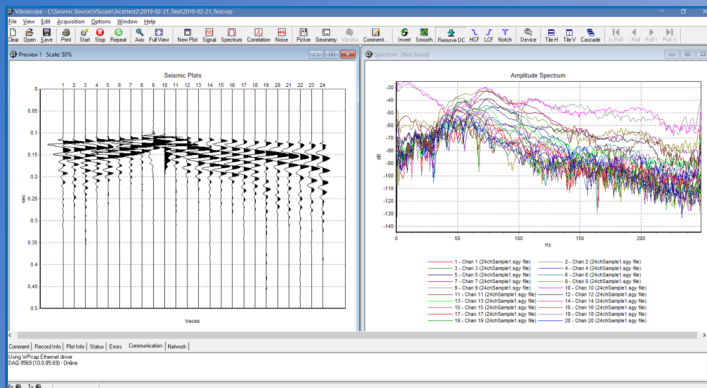 Vibrascope - C:\Seismic Source\VScope\Src\drtest2\2019-02-21_Test\2019-02-21_Test.vsp
File View Edit Acquisition Options Window Help
Clear Open Save Print Start Stop Repeat Axis Full View New Plot Signal Spectrum Correlation Noise Picker Geometry Vibrator Comment... Invert Smooth Remove DC HCF LCF Notch Device Tile H Tile V Cascade
Preview 1 Scale: 50%
Spectrum (Not Saved)
Seismic Plots
1 2 3 4 5 6 7 8 9 10 11 12 13 14 15 16 17 18 19 20 21 22 23 24
0
0.05
0.1
0.15
0.2
0.25
0.3
0.35
0.4
0.45
0.5
sec
traces
Amplitude Spectrum
-30
-40
-50
-60
-70
-80
-90
-100
-110
-120
-130
-140
dB
0 50 100 150 200
Hz
1 - Chan 1 (24chSample1.sgy file) 2 - Chan 2 (24chSample1.sgy file)
3 - Chan 3 (24chSample1.sgy file) 4 - Chan 4 (24chSample1.sgy file)
5 - Chan 5 (24chSample1.sgy file) 6 - Chan 6 (24chSample1.sgy file)
7 - Chan 7 (24chSample1.sgy file) 8 - Chan 8 (24chSample1.sgy file)
9 - Chan 9 (24chSample1.sgy file) 10 - Chan 10 (24chSample1.sgy file)
11 - Chan 11 (24chSample1.sgy file) 12 - Chan 12 (24chSample1.sgy file)
13 - Chan 13 (24chSample1.sgy file) 14 - Chan 14 (24chSample1.sgy file)
15 - Chan 15 (24chSample1.sgy file) 16 - Chan 16 (24chSample1.sgy file)
17 - Chan 17 (24chSample1.sgy file) 18 - Chan 18 (24chSample1.sgy file)
19 - Chan 19 (24chSample1.sgy file) 20 - Chan 20 (24chSample1.sgy file)
Comment Record Info Plot Info Status Errors Communication Network
Using WPcap Ethernet driver
DAQ 8569 (10.0.85.69) - Online